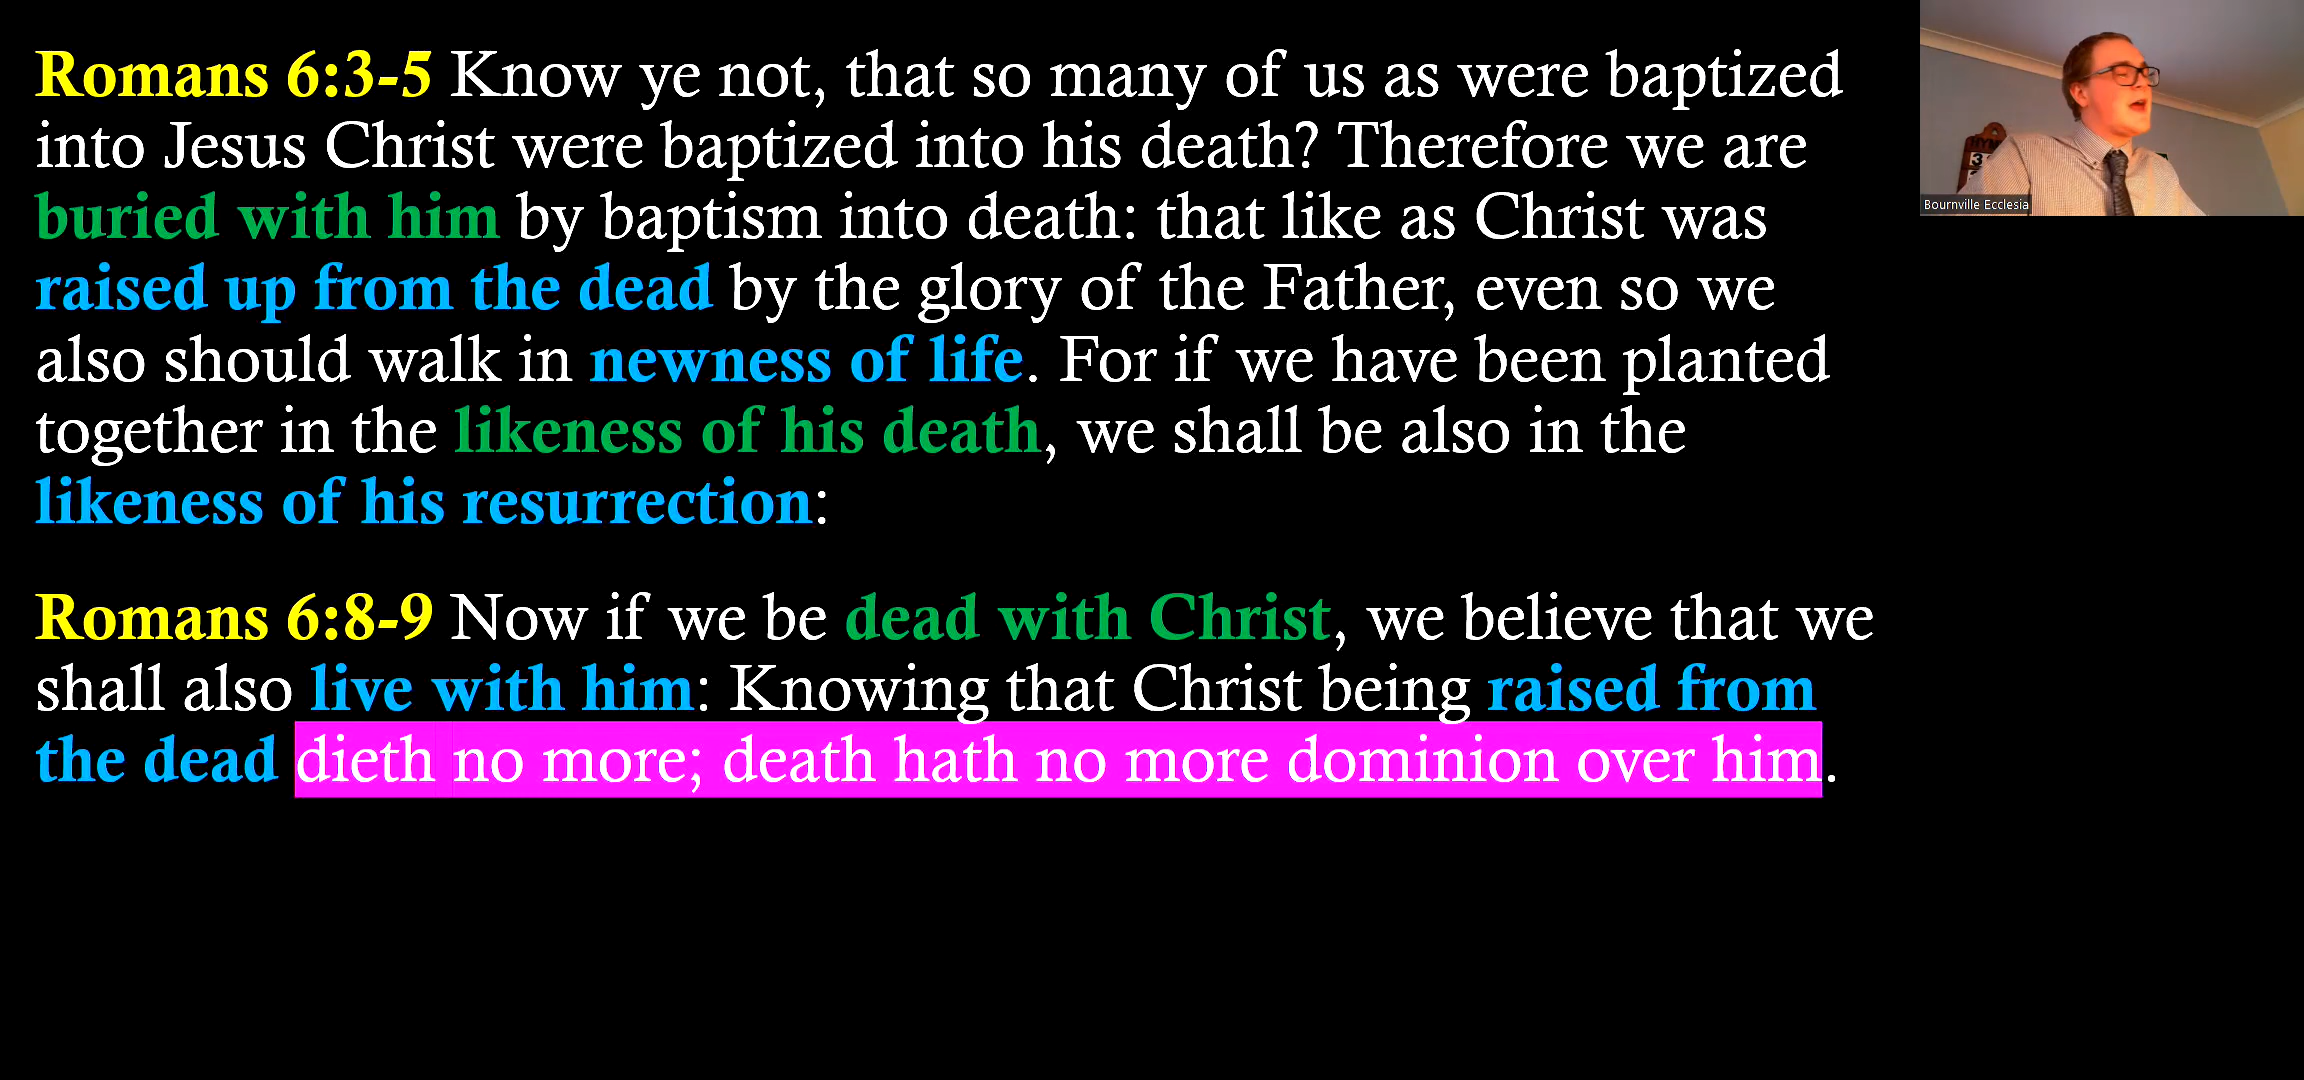 Romans 6:3-5 Know ye not, that so many of us as were baptized
into Jesus Christ were baptized into his death? Therefore we are
buried with him by baptism into death: that like as Christ was
raised up from the dead by the glory of the Father, even so we
also should walk in newness of life. For if we have been planted
together in the likeness of his death, we shall be also in the
likeness of his resurrection:
Romans 6:8-9 Now if we be dead with Christ, we believe that we
shall also live with him: Knowing that Christ being raised from
the dead dieth no more; death hath no more dominion over him.
Bournville Ecclesia